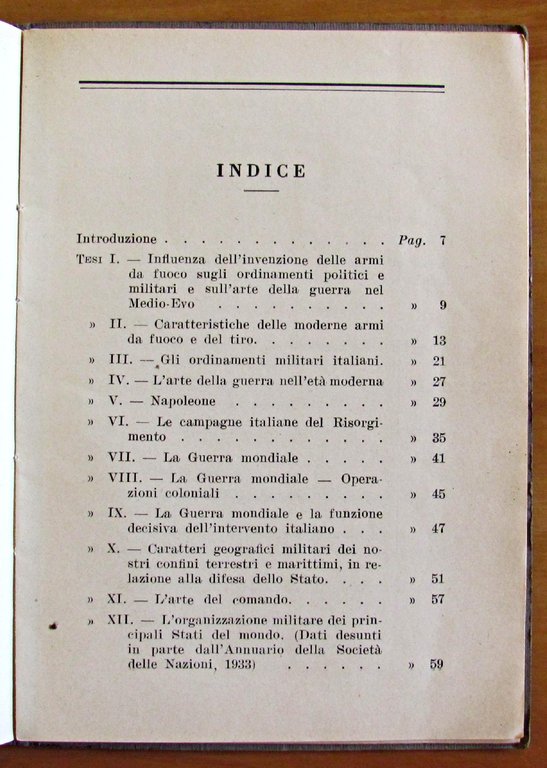 INDICE
Introduzione . . . . . . . . . . . . . Pag. 7
TESI I. — Influenza dell'invenzione delle armi
da fuoco sugli ordinamenti politici e
militari e sull'arte della guerra nel
Medio-Evo . . . . . . . . . » 9
» II. — Caratteristiche delle moderne armi
da fuoco e del tiro. . . . . . . » 13
» III. — Gli ordinamenti militari italiani. » 21
» IV. — L'arte della guerra nell'età moderna » 27
» V. — Napoleone . . . . . . . . » 29
» VI. — Le campagne italiane del Risorgi-
mento . . . . . . . . . . . » 35
» VII. — La Guerra mondiale . . . . . » 41
» VIII. — La Guerra mondiale — Opera-
zioni coloniali . . . . . . . . » 45
» IX. — La Guerra mondiale e la funzione
decisiva dell'intervento italiano . . . » 47
» X. — Caratteri geografici militari dei no-
stri confini terrestri e marittimi, in re-
lazione alla difesa dello Stato. . . . » 51
» XI. — L'arte del comando. . . . . . » 57
» XII. — L'organizzazione militare dei prin-
cipali Stati del mondo. (Dati desunti
in parte dall'Annuario della Società
delle Nazioni, 1933) . . . . . . » 59